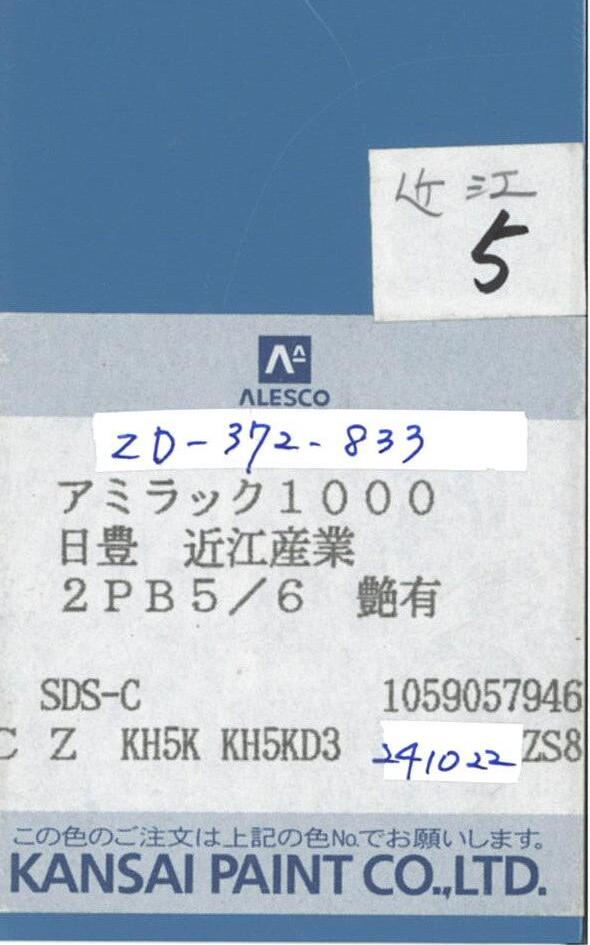 近江
5
ALESCO
ZD-372-833
アミラック1000
日豊 近江産業
2PB5/6 艶有
SDS-C 1059057946
C Z KH5K KH5KD3 241022 ZS8
この色のご注文は上記の色No.でお願いします。
KANSAI PAINT CO.,LTD.